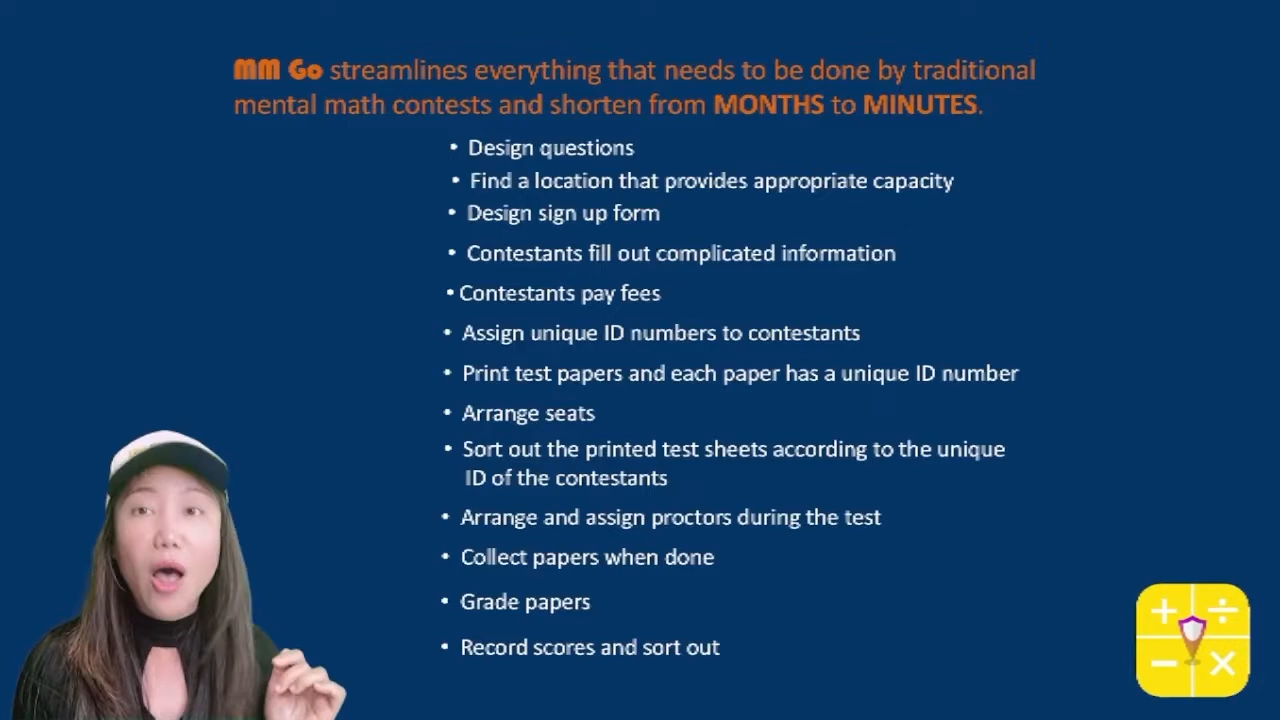 MM Go streamlines everything that needs to be done by traditional
mental math contests and shorten from MONTHS to MINUTES.
• Design questions
• Find a location that provides appropriate capacity
• Design sign up form
• Contestants fill out complicated information
• Contestants pay fees
• Assign unique ID numbers to contestants
• Print test papers and each paper has a unique ID number
• Arrange seats
• Sort out the printed test sheets according to the unique
ID of the contestants
• Arrange and assign proctors during the test
• Collect papers when done
• Grade papers
• Record scores and sort out
+ ÷
− ×